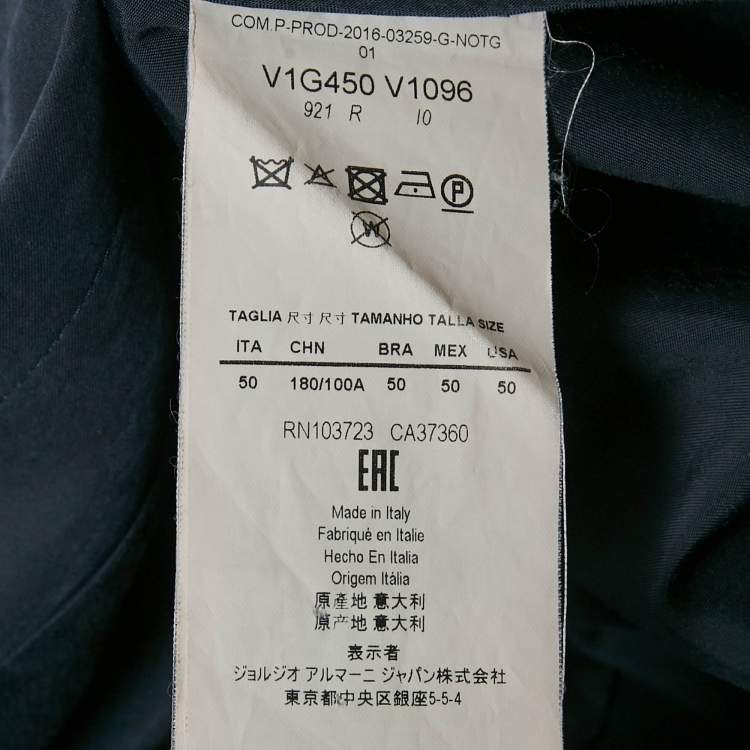 COM.P-PROD-2016-03259-G-NOTG
01
V1G450 V1096
921 R 10
P
W
TAGLIA 尺寸 尺寸 TAMANHO TALLA SIZE
ITA CHN BRA MEX USA
50 180/100A 50 50 50
RN103723 CA37360
EAC
Made in Italy
Fabriqué en Italie
Hecho En Italia
Origem Itália
原產地 意大利
原产地 意大利
表示者
ジョルジオ アルマーニ ジャパン株式会社
東京都中央区銀座5-5-4